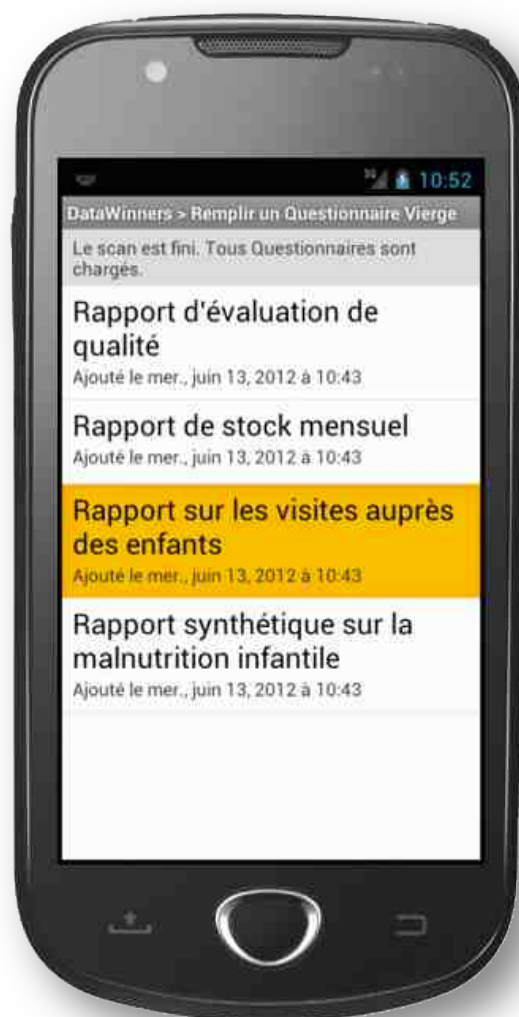 3G 10:52
DataWinners > Remplir un Questionnaire Vierge
Le scan est fini. Tous Questionnaires sont
chargés.
Rapport d'évaluation de
qualité
Ajouté le mer., juin 13, 2012 à 10:43
Rapport de stock mensuel
Ajouté le mer., juin 13, 2012 à 10:43
Rapport sur les visites auprès
des enfants
Ajouté le mer., juin 13, 2012 à 10:43
Rapport synthétique sur la
malnutrition infantile
Ajouté le mer., juin 13, 2012 à 10:43